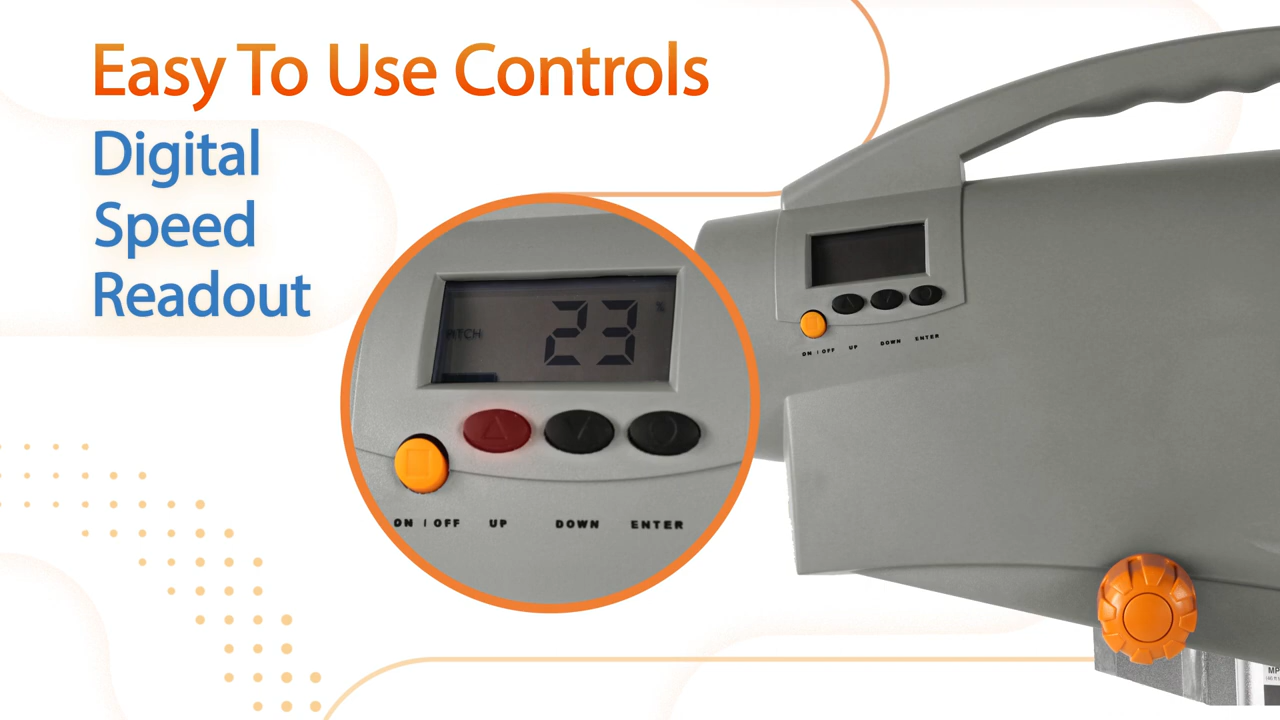 Easy To Use Controls
Digital
Speed
Readout
PITCH 23 %
ON / OFF UP DOWN ENTER
ON / OFF UP DOWN ENTER